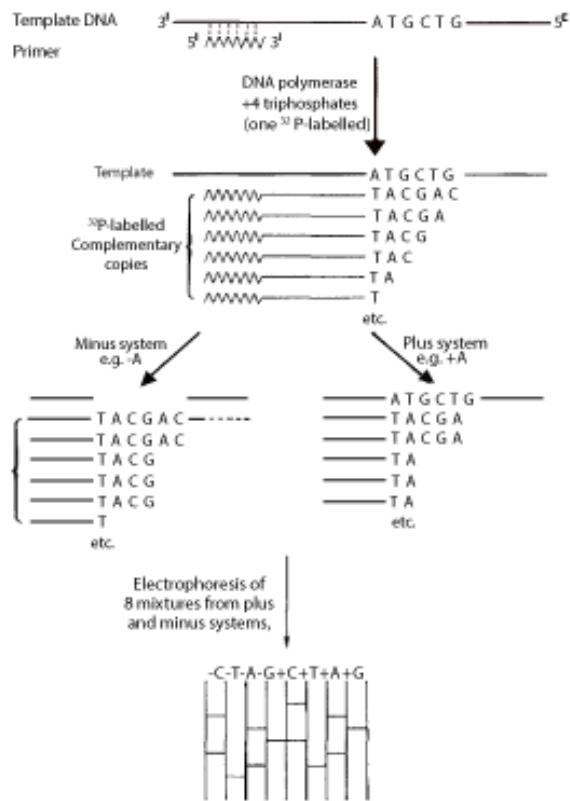 Template DNA 3' A T G C T G 5'
Primer 5' 3'
DNA polymerase
+4 triphosphates
(one ³² P-labelled)
Template A T G C T G
T A C G A C
T A C G A
T A C G
T A C
T A
T
etc.
³²P-labelled
Complementary
copies
Minus system
e.g. -A
Plus system
e.g. +A
T A C G A C
T A C G A C
T A C G
T A C G
T A C G
T
etc.
A T G C T G
T A C G A
T A C G A
T A
T A
T A
etc.
Electrophoresis of
8 mixtures from plus
and minus systems,
-C-T-A-G+C+T+A+G